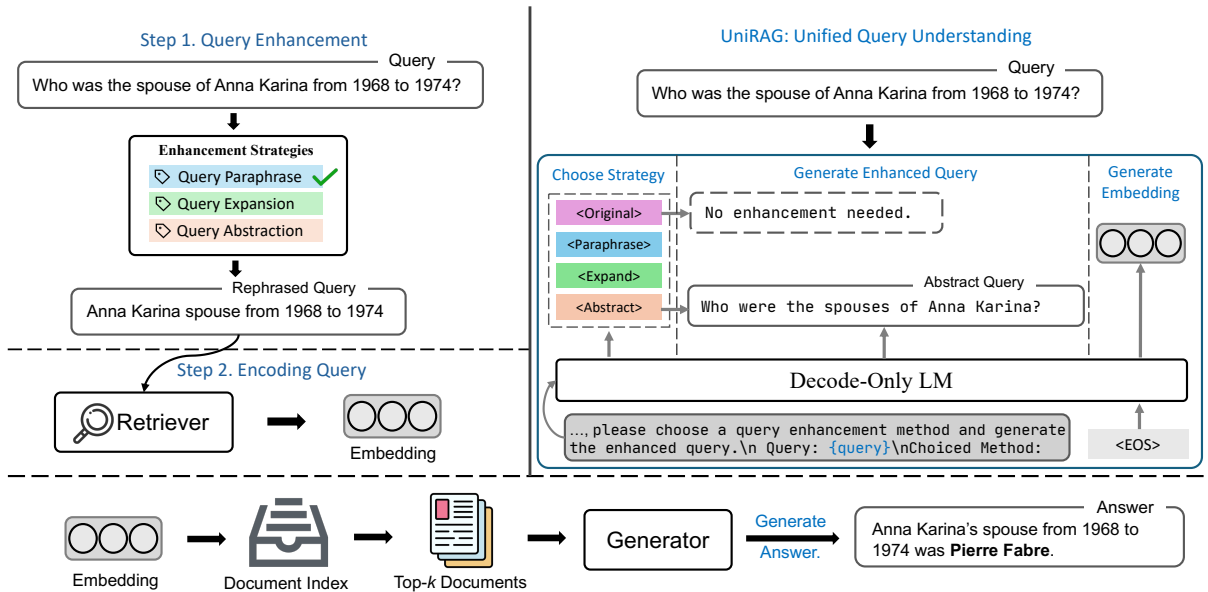 Step 1. Query Enhancement
Query
Who was the spouse of Anna Karina from 1968 to 1974?
Enhancement Strategies
Query Paraphrase
Query Expansion
Query Abstraction
Rephrased Query
Anna Karina spouse from 1968 to 1974
Step 2. Encoding Query
Retriever
Embedding
UniRAG: Unified Query Understanding
Query
Who was the spouse of Anna Karina from 1968 to 1974?
Choose Strategy
<Original>
<Paraphrase>
<Expand>
<Abstract>
Generate Enhanced Query
No enhancement needed.
Abstract Query
Who were the spouses of Anna Karina?
Generate
Embedding
Decode-Only LM
..., please choose a query enhancement method and generate
the enhanced query.\n Query: {query}\nChoiced Method:
<EOS>
Embedding
Document Index
Top-k Documents
Generator
Generate
Answer.
Answer
Anna Karina's spouse from 1968 to
1974 was Pierre Fabre.